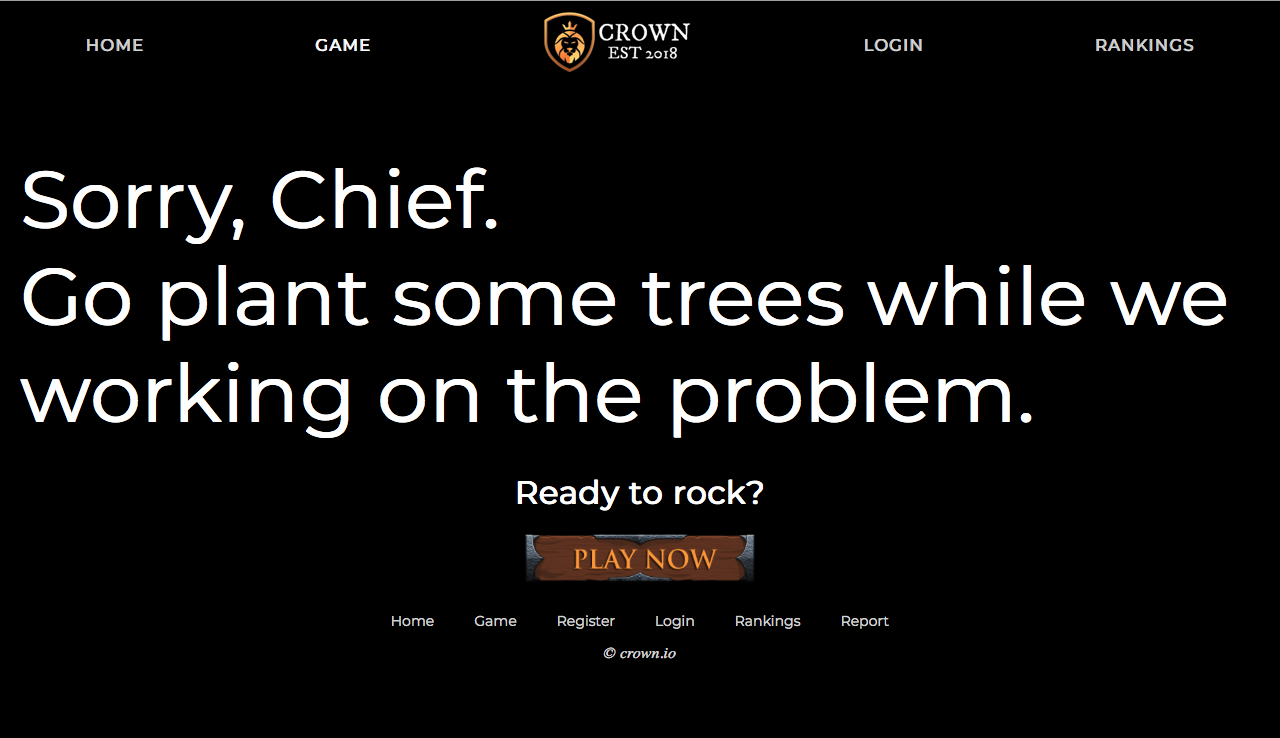 HOME GAME CROWN LOGIN RANKINGS
EST 2018
Sorry, Chief.
Go plant some trees while we
working on the problem.
Ready to rock?
PLAY NOW
Home Game Register Login Rankings Report
© crown.io